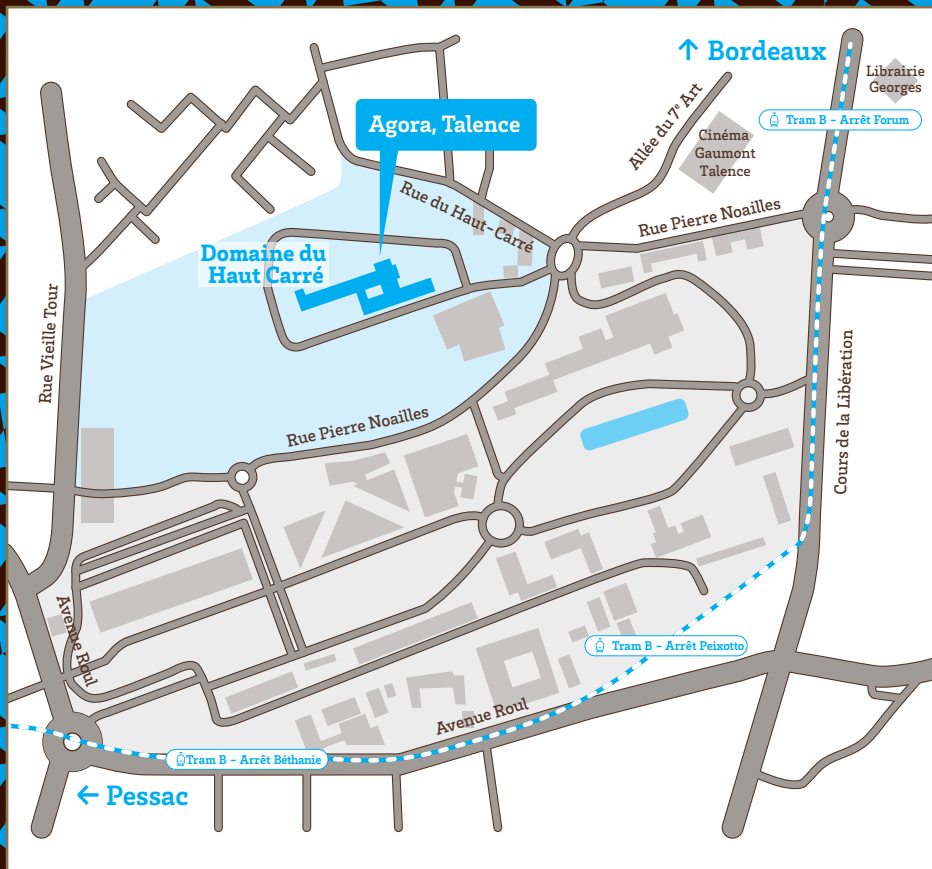 ↑ Bordeaux
Librairie
Georges
Tram B - Arrêt Forum
Agora, Talence
Allée du 7e Art
Cinéma
Gaumont
Talence
Rue du Haut-Carré
Rue Pierre Noailles
Domaine du
Haut Carré
Rue Vieille Tour
Cours de la Libération
Rue Pierre Noailles
Avenue Roul
Tram B - Arrêt Peixotto
Avenue Roul
Tram B - Arrêt Béthanie
← Pessac